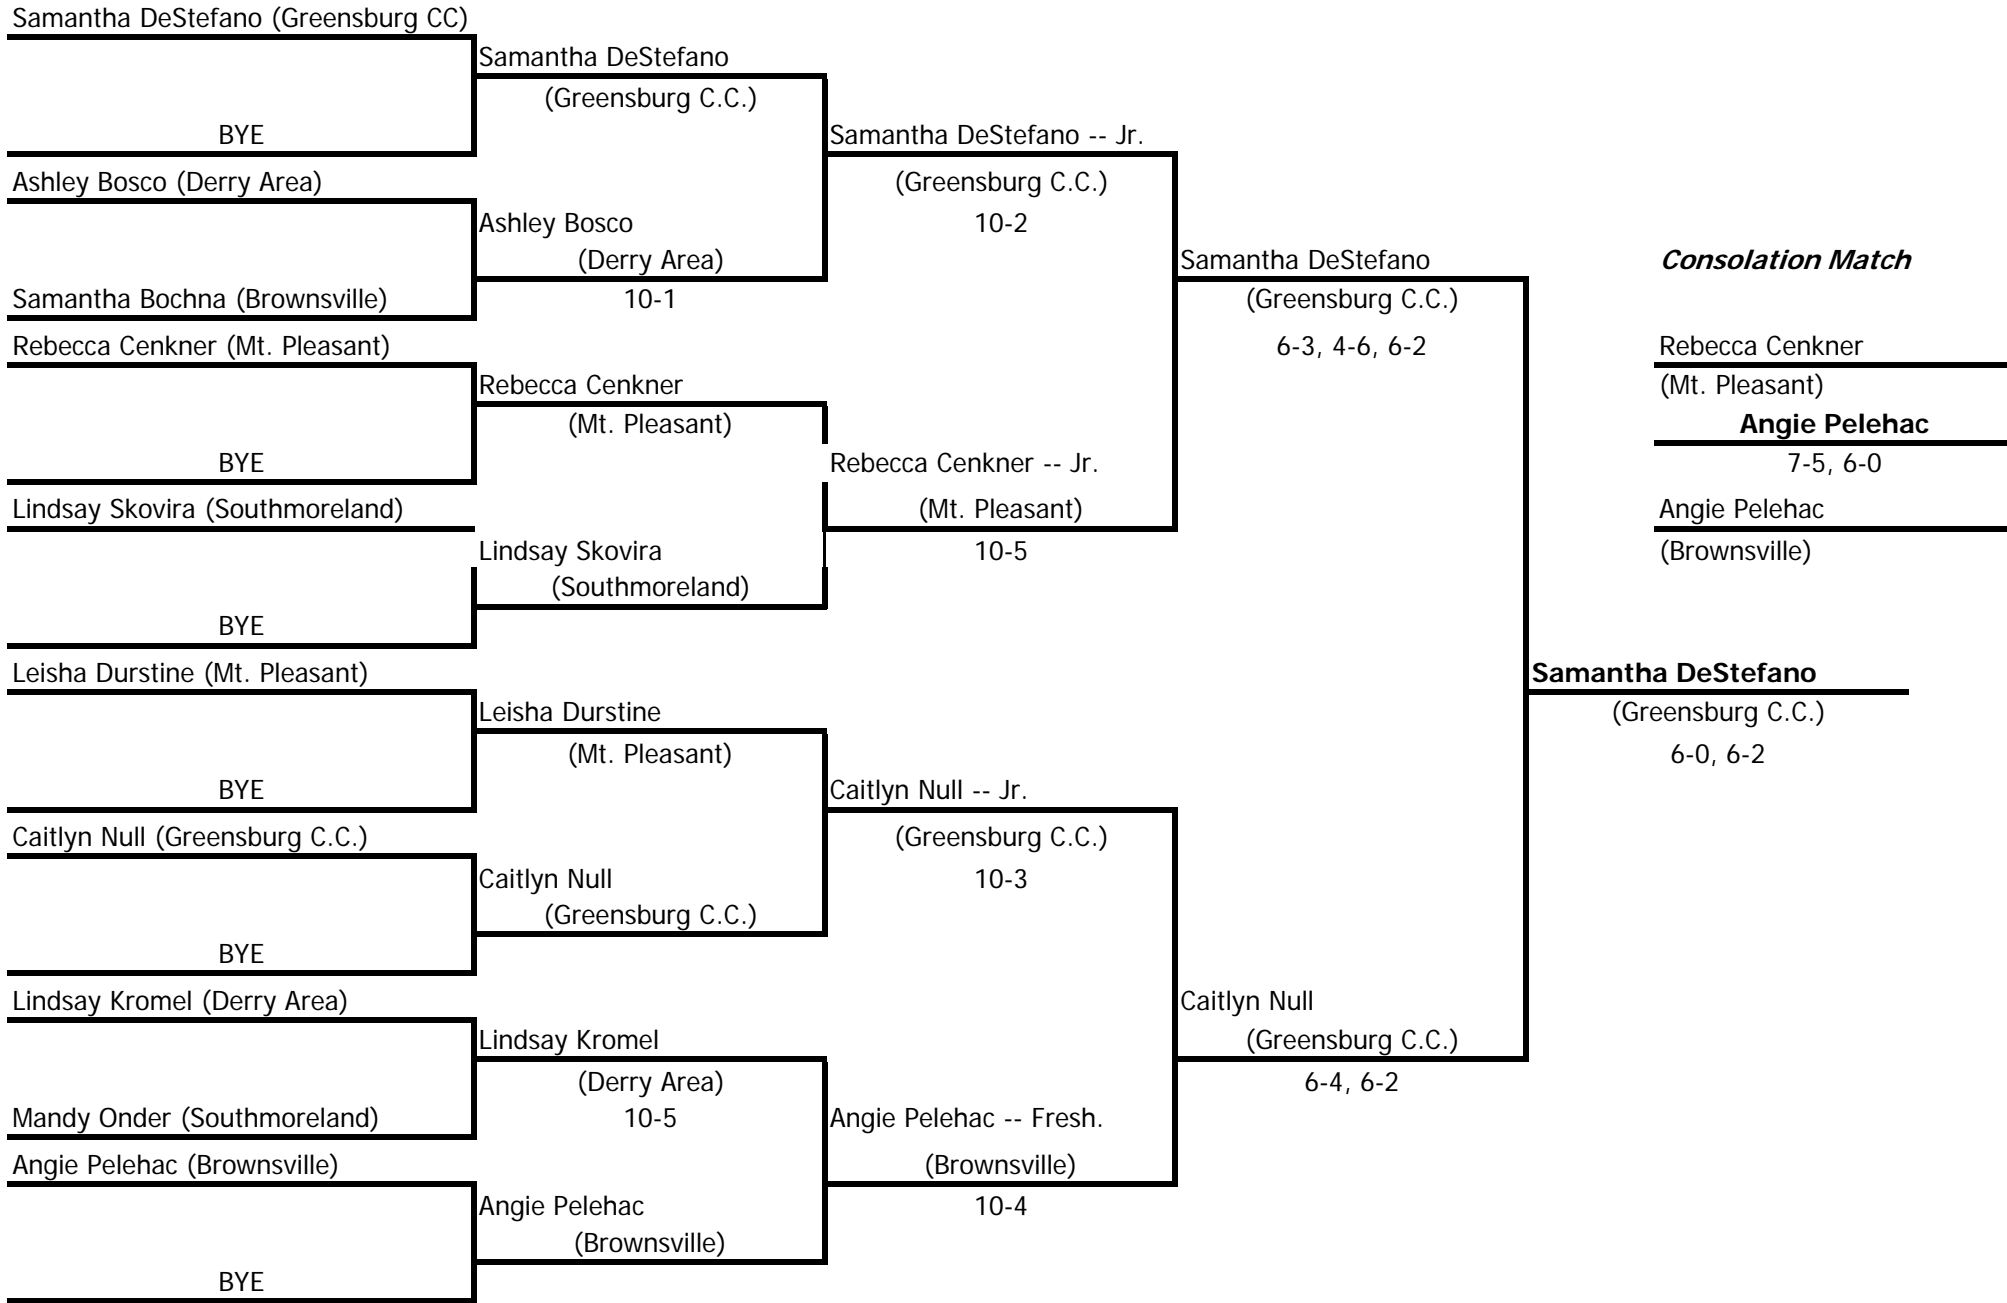 Samantha DeStefano (Greensburg CC)
BYE
Ashley Bosco (Derry Area)
Samantha Bochna (Brownsville)
Rebecca Cenkner (Mt. Pleasant)
BYE
Lindsay Skovira (Southmoreland)
BYE
Leisha Durstine (Mt. Pleasant)
BYE
Caitlyn Null (Greensburg C.C.)
BYE
Lindsay Kromel (Derry Area)
Mandy Onder (Southmoreland)
Angie Pelehac (Brownsville)
BYE
Samantha DeStefano
(Greensburg C.C.)
Ashley Bosco
(Derry Area)
10-1
Rebecca Cenkner
(Mt. Pleasant)
Lindsay Skovira
(Southmoreland)
Leisha Durstine
(Mt. Pleasant)
Caitlyn Null
(Greensburg C.C.)
Lindsay Kromel
(Derry Area)
10-5
Angie Pelehac
(Brownsville)
Samantha DeStefano -- Jr.
(Greensburg C.C.)
10-2
Rebecca Cenkner -- Jr.
(Mt. Pleasant)
10-5
Caitlyn Null -- Jr.
(Greensburg C.C.)
10-3
Angie Pelehac -- Fresh.
(Brownsville)
10-4
Samantha DeStefano
(Greensburg C.C.)
6-3, 4-6, 6-2
Caitlyn Null
(Greensburg C.C.)
6-4, 6-2
Samantha DeStefano
(Greensburg C.C.)
6-0, 6-2
Consolation Match
Rebecca Cenkner
(Mt. Pleasant)
Angie Pelehac
7-5, 6-0
Angie Pelehac
(Brownsville)